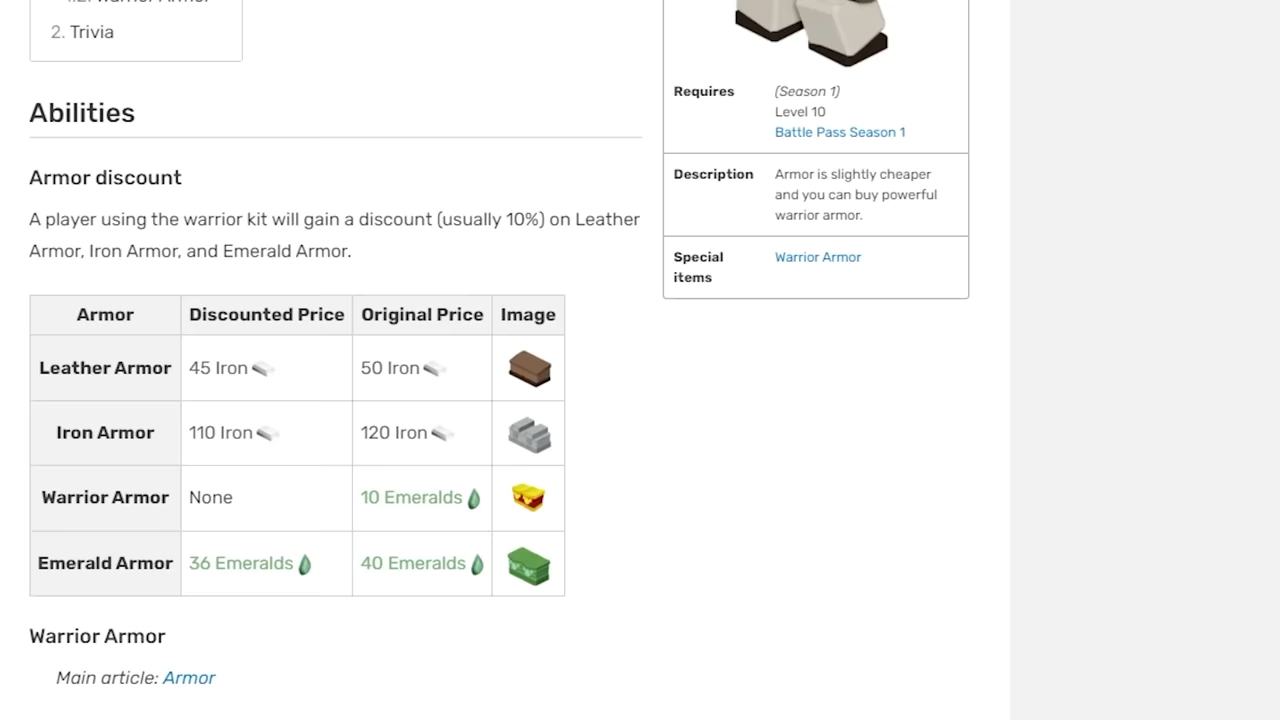 2. Trivia
Abilities
Armor discount
A player using the warrior kit will gain a discount (usually 10%) on Leather
Armor, Iron Armor, and Emerald Armor.
Armor Discounted Price Original Price Image
Leather Armor 45 Iron 50 Iron
Iron Armor 110 Iron 120 Iron
Warrior Armor None 10 Emeralds
Emerald Armor 36 Emeralds 40 Emeralds
Warrior Armor
Main article: Armor
Requires (Season 1)
Level 10
Battle Pass Season 1
Description Armor is slightly cheaper
and you can buy powerful
warrior armor.
Special Warrior Armor
items